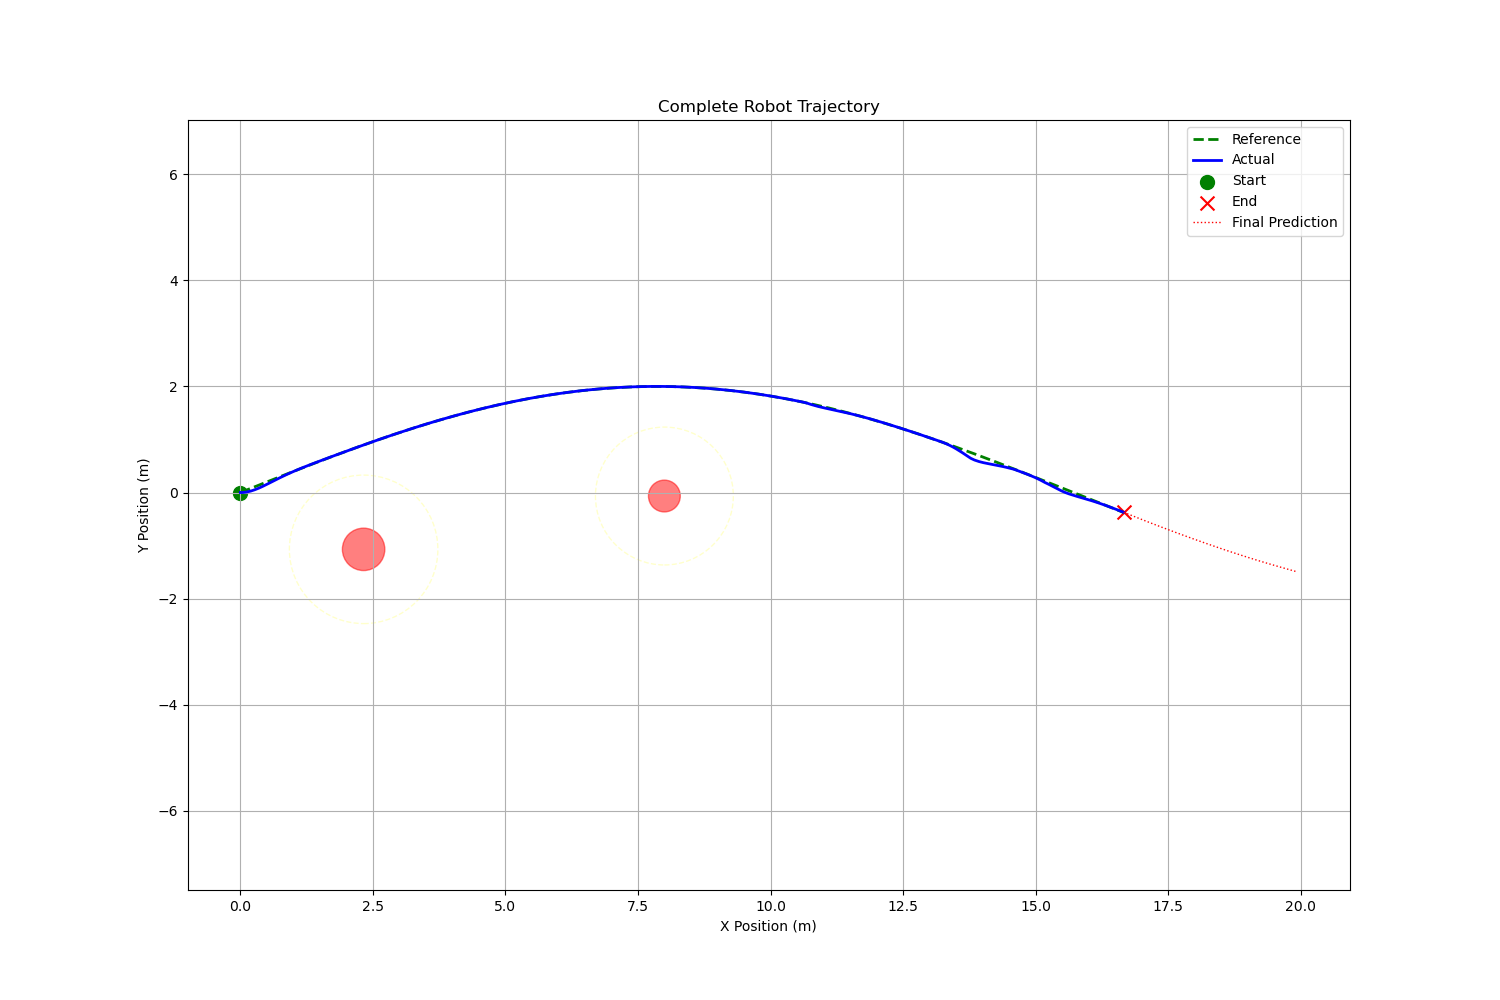 Complete Robot Trajectory
Reference
Actual
Start
End
Final Prediction
6
4
2
0
−2
−4
−6
Y Position (m)
0.0 2.5 5.0 7.5 10.0 12.5 15.0 17.5 20.0
X Position (m)